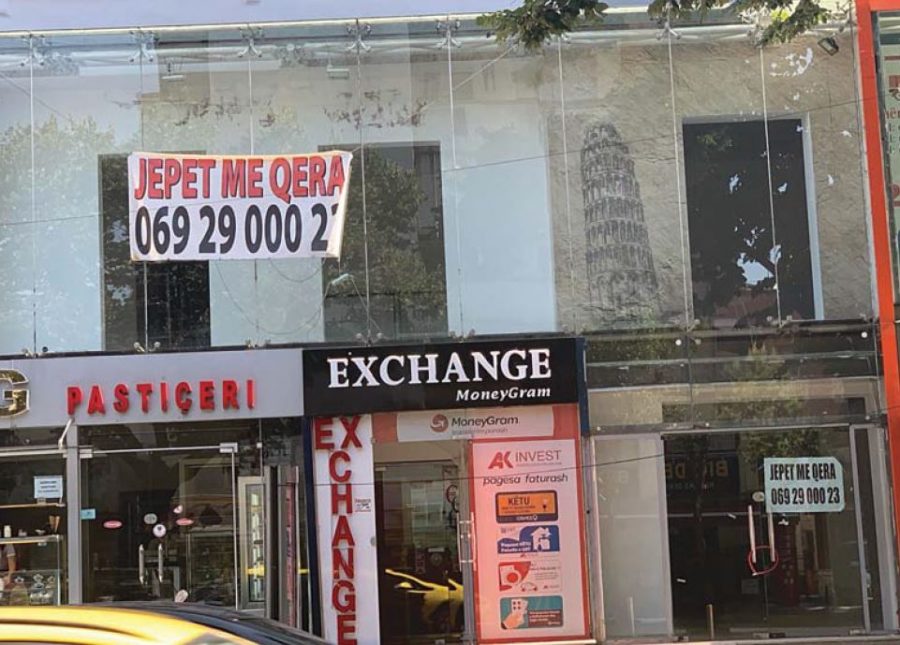 JEPET ME QERA
069 29 000 2
G
PASTIÇERI
EXCHANGE
MoneyGram
EXCHANGE
MoneyGram
AK INVEST
pagesa faturash
KËTU
JEPET ME QERA
069 29 000 23